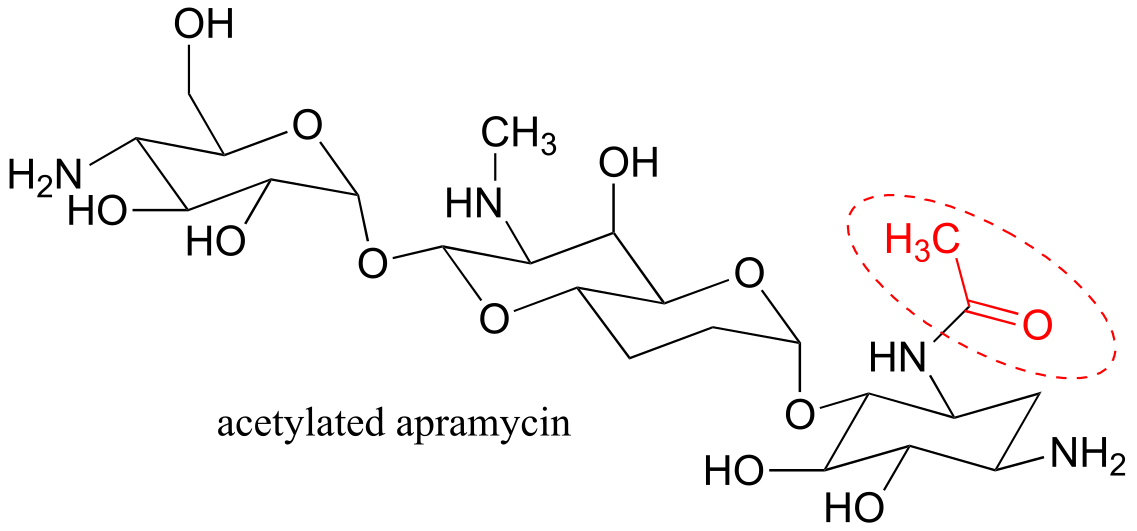 OH
O
CH3
OH
H2N
HO
HN
H3C
HO
O
O
O
O
HN
acetylated apramycin
O
HO
NH2
HO